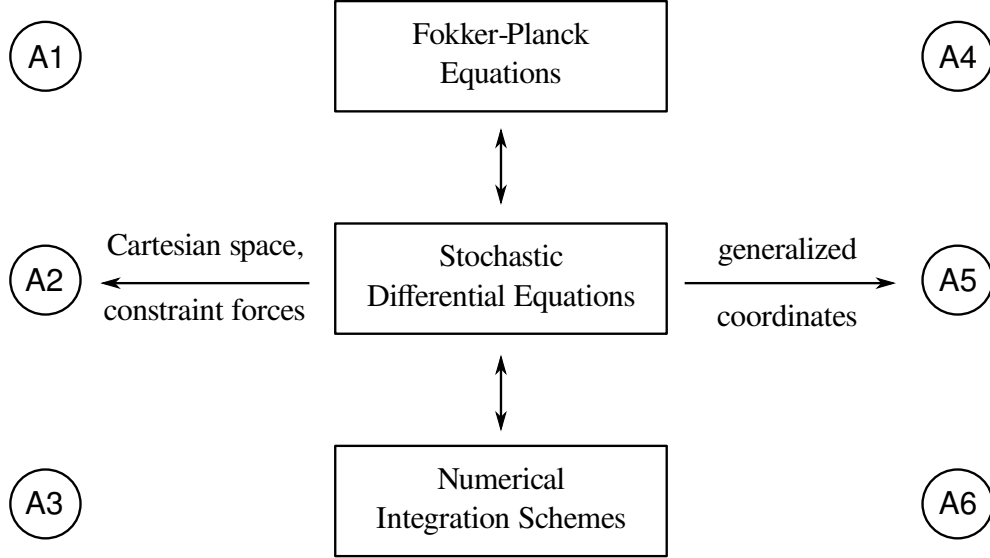 A1
Fokker-Planck
Equations
A4
A2
Cartesian space,
constraint forces
Stochastic
Differential Equations
generalized
coordinates
A5
A3
Numerical
Integration Schemes
A6